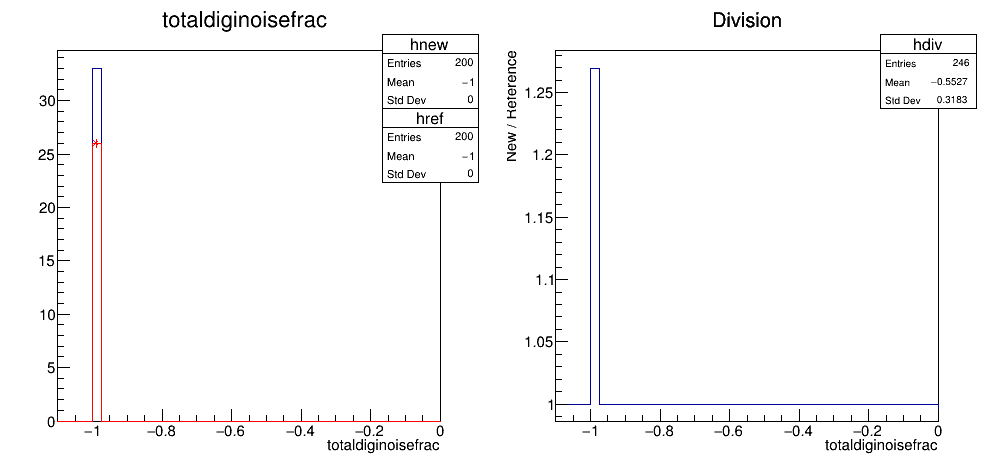 totaldiginoisefrac
hnew
Entries 200
Mean −1
Std Dev 0
href
Entries 200
Mean −1
Std Dev 0
30
25
20
15
10
5
0
−1 −0.8 −0.6 −0.4 −0.2 0
totaldiginoisefrac
Division
hdiv
Entries 246
Mean −0.5527
Std Dev 0.3183
New / Reference
1.25
1.2
1.15
1.1
1.05
1
−1 −0.8 −0.6 −0.4 −0.2 0
totaldiginoisefrac